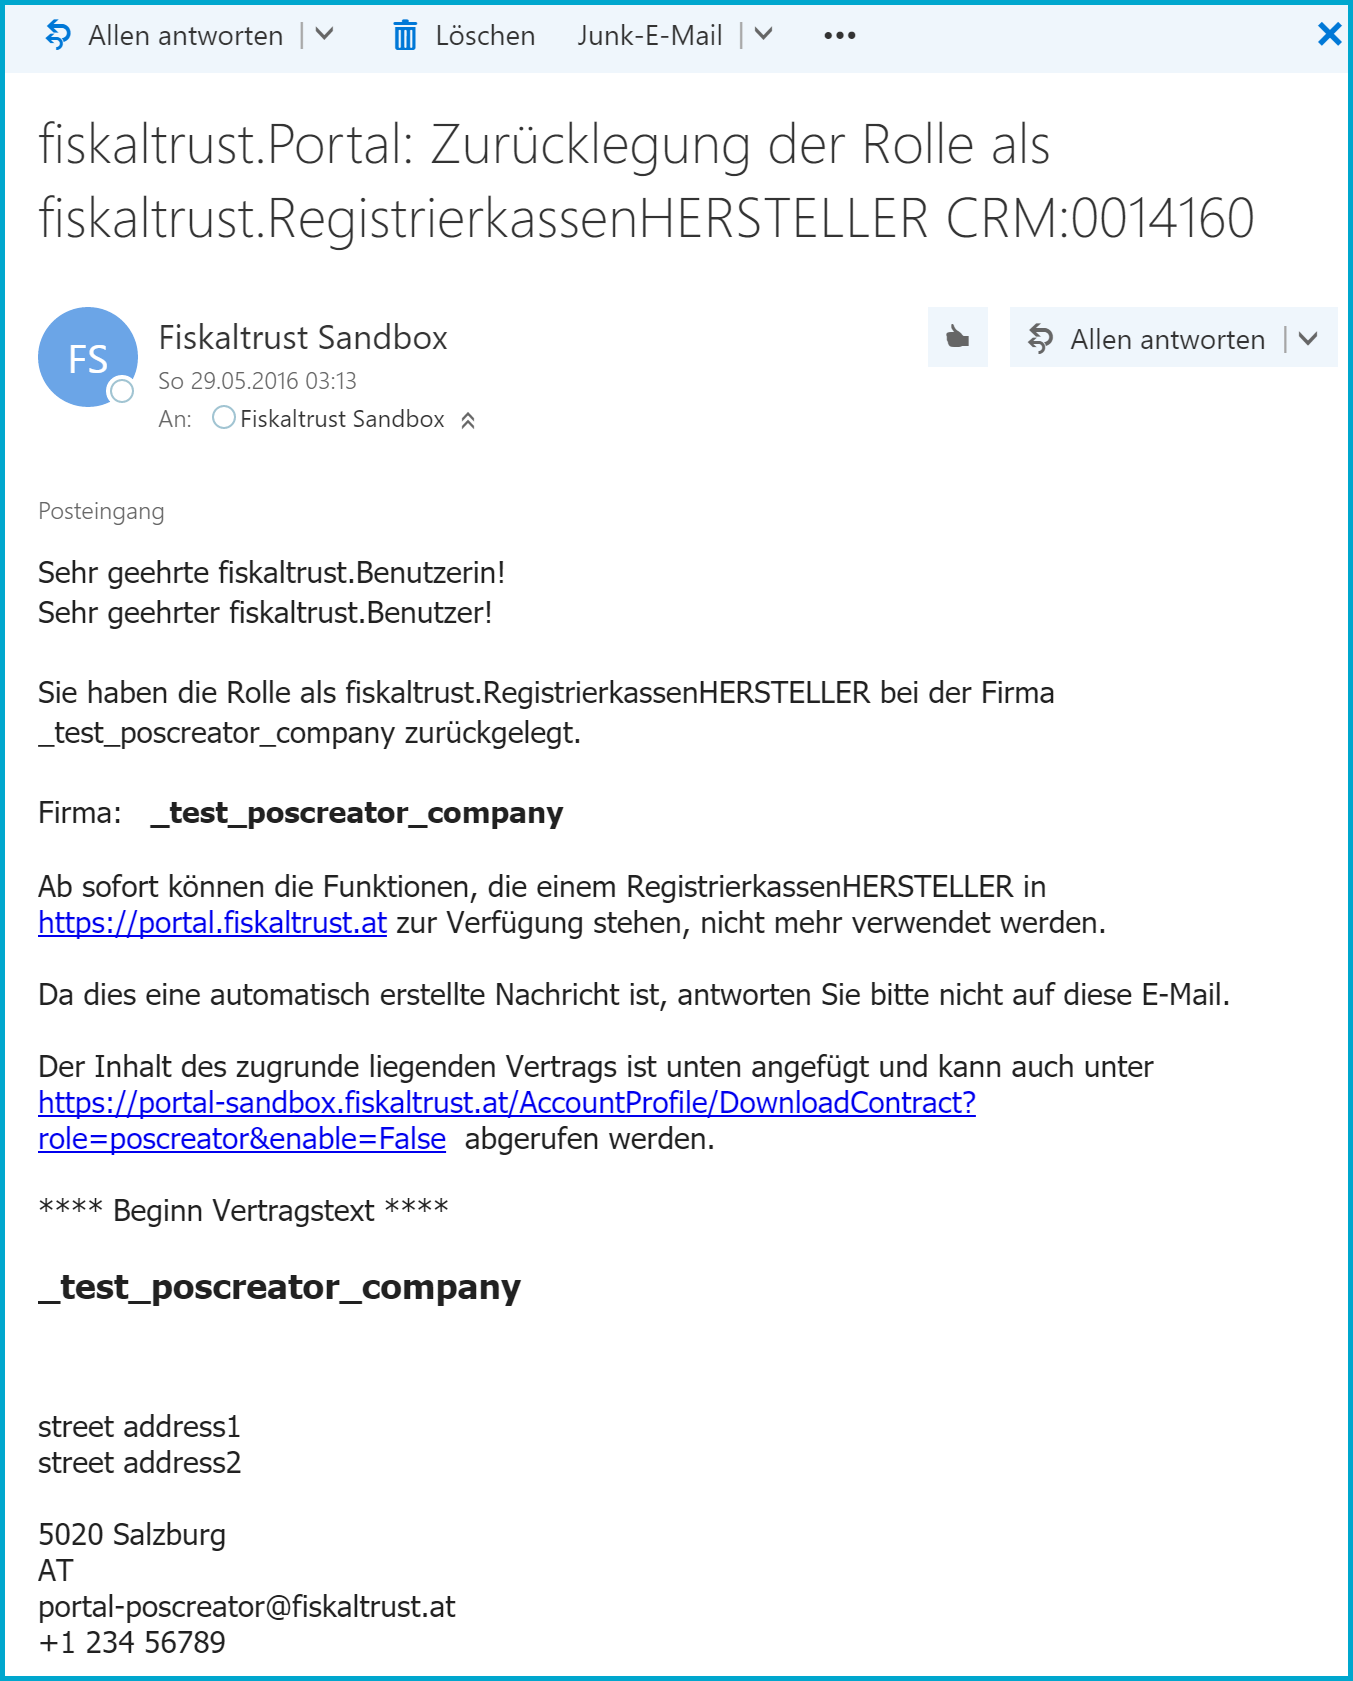 Allen antworten
Löschen
Junk-E-Mail
fiskaltrust.Portal: Zurücklegung der Rolle als
fiskaltrust.RegistrierkassenHERSTELLER CRM:0014160
FS
Fiskaltrust Sandbox
So 29.05.2016 03:13
An: Fiskaltrust Sandbox
Allen antworten
Posteingang
Sehr geehrte fiskaltrust.Benutzerin!
Sehr geehrter fiskaltrust.Benutzer!
Sie haben die Rolle als fiskaltrust.RegistrierkassenHERSTELLER bei der Firma
_test_poscreator_company zurückgelegt.
Firma: _test_poscreator_company
Ab sofort können die Funktionen, die einem RegistrierkassenHERSTELLER in
https://portal.fiskaltrust.at zur Verfügung stehen, nicht mehr verwendet werden.
Da dies eine automatisch erstellte Nachricht ist, antworten Sie bitte nicht auf diese E-Mail.
Der Inhalt des zugrunde liegenden Vertrags ist unten angefügt und kann auch unter
https://portal-sandbox.fiskaltrust.at/AccountProfile/DownloadContract?
role=poscreator&enable=False abgerufen werden.
**** Beginn Vertragstext ****
_test_poscreator_company
street address1
street address2
5020 Salzburg
AT
portal-poscreator@fiskaltrust.at
+1 234 56789